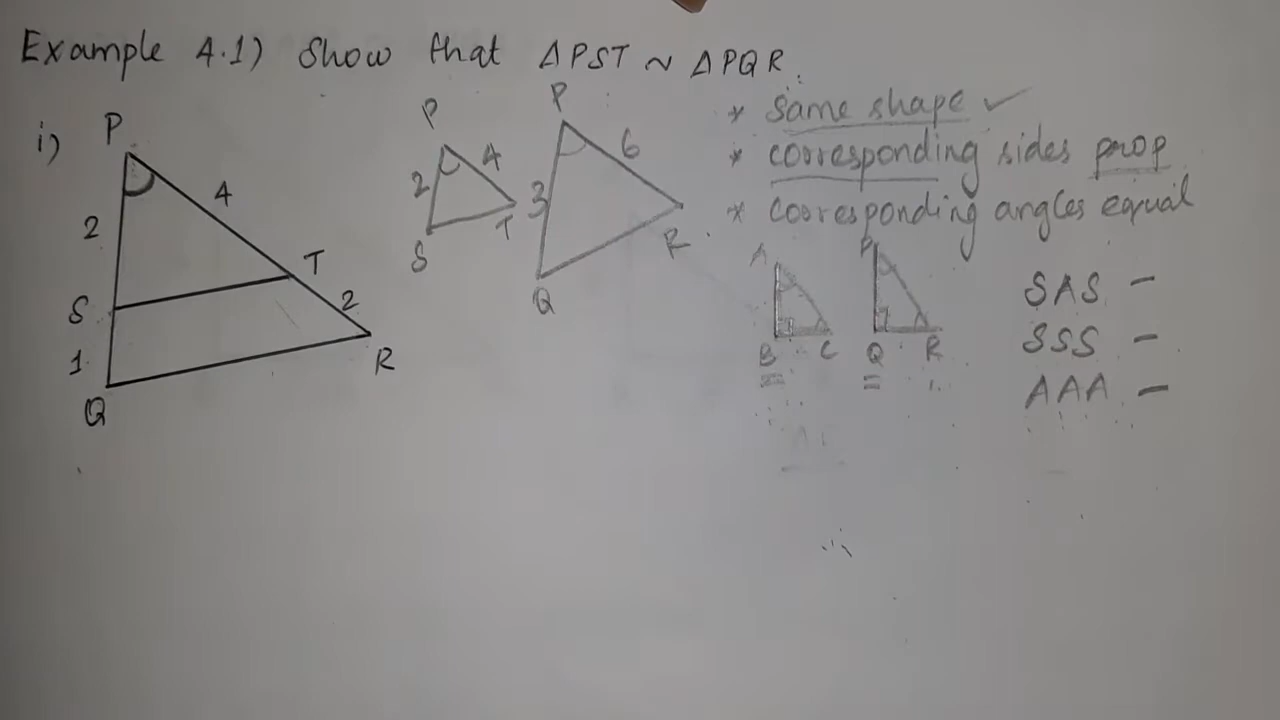 Example 4.1) Show that ΔPST ~ ΔPQR.
i)
P
2
4
S
T
1
2
Q
R
P
2
4
S
T
P
3
6
Q
R
* Same shape ✓
* corresponding sides prop
* corresponding angles equal
A
B
C
P
Q
R
SAS -
SSS -
AAA -